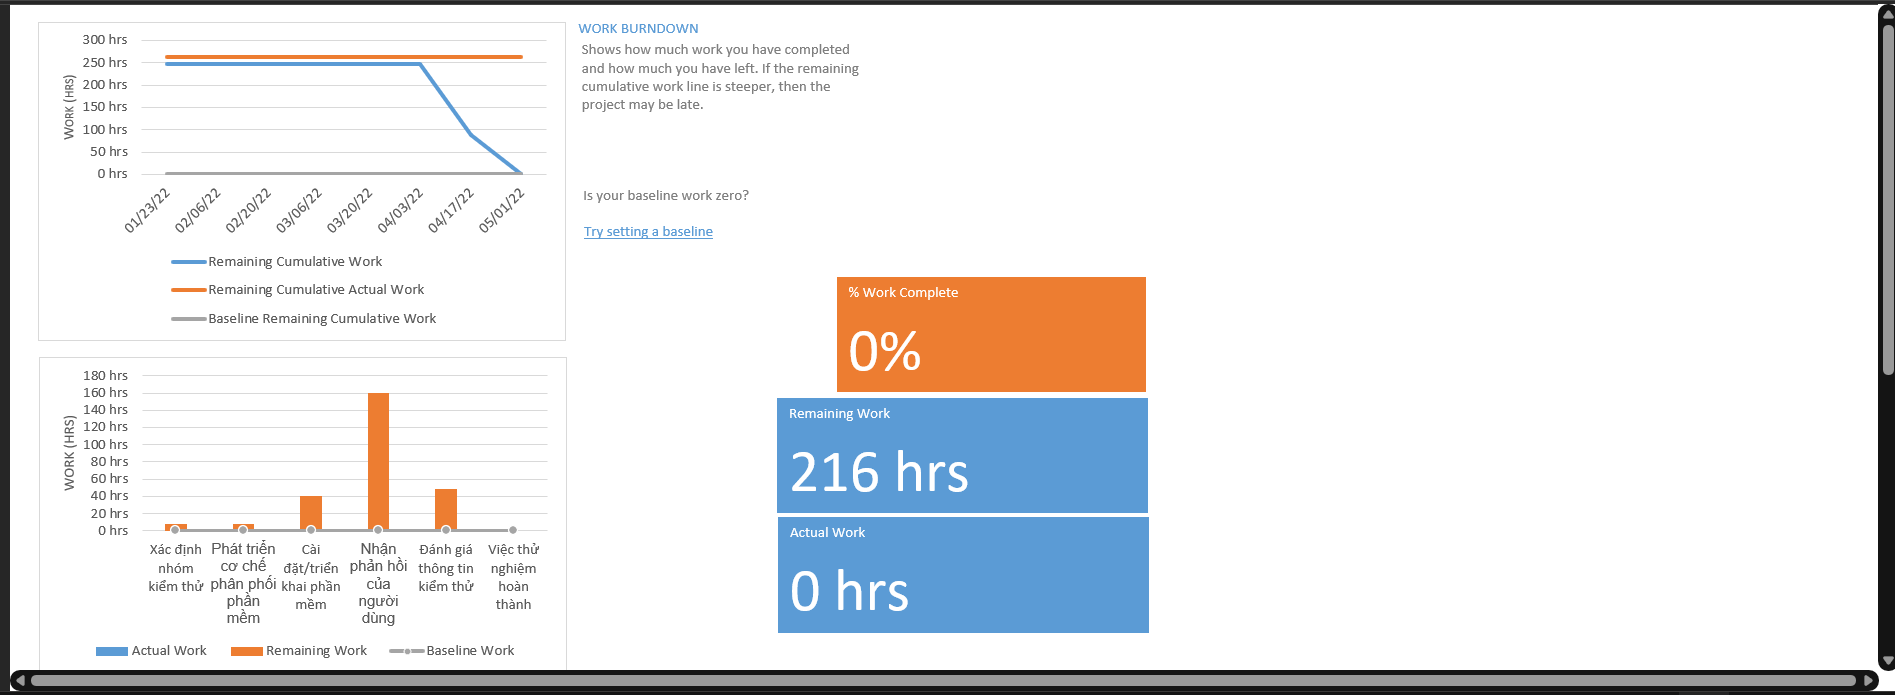 300 hrs
250 hrs
200 hrs
150 hrs
100 hrs
50 hrs
0 hrs
WORK (HRS)
01/23/22
02/06/22
02/20/22
03/06/22
03/20/22
04/03/22
04/17/22
05/01/22
Remaining Cumulative Work
Remaining Cumulative Actual Work
Baseline Remaining Cumulative Work
WORK BURNDOWN
Shows how much work you have completed
and how much you have left. If the remaining
cumulative work line is steeper, then the
project may be late.
Is your baseline work zero?
Try setting a baseline
% Work Complete
0%
Remaining Work
216 hrs
Actual Work
0 hrs
180 hrs
160 hrs
140 hrs
120 hrs
100 hrs
80 hrs
60 hrs
40 hrs
20 hrs
0 hrs
WORK (HRS)
Xác định
nhóm
kiểm thử
Phát triển
cơ chế
phân phối
phần
mềm
Cài
đặt/triển
khai phần
mềm
Nhận
phản hồi
của
người
dùng
Đánh giá
thông tin
kiểm thử
Việc thử
nghiệm
hoàn
thành
Actual Work
Remaining Work
Baseline Work